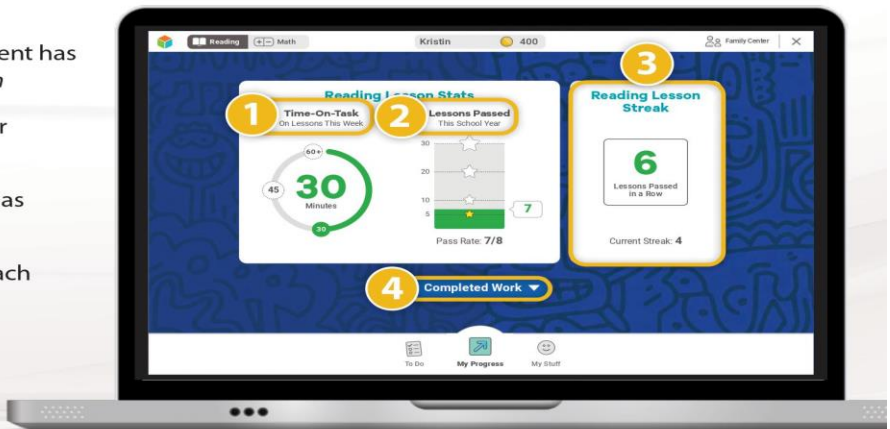 ent has
n
r
as
ach
Reading
Math
Kristin
400
Family Center
Reading Lesson Stats
1
Time-On-Task
On Lessons This Week
2
Lessons Passed
This School Year
60+
45
30
Minutes
30
30
20
10
5
7
Pass Rate: 7/8
3
Reading Lesson
Streak
6
Lessons Passed
in a Row
Current Streak: 4
4
Completed Work
To Do
My Progress
My Stuff